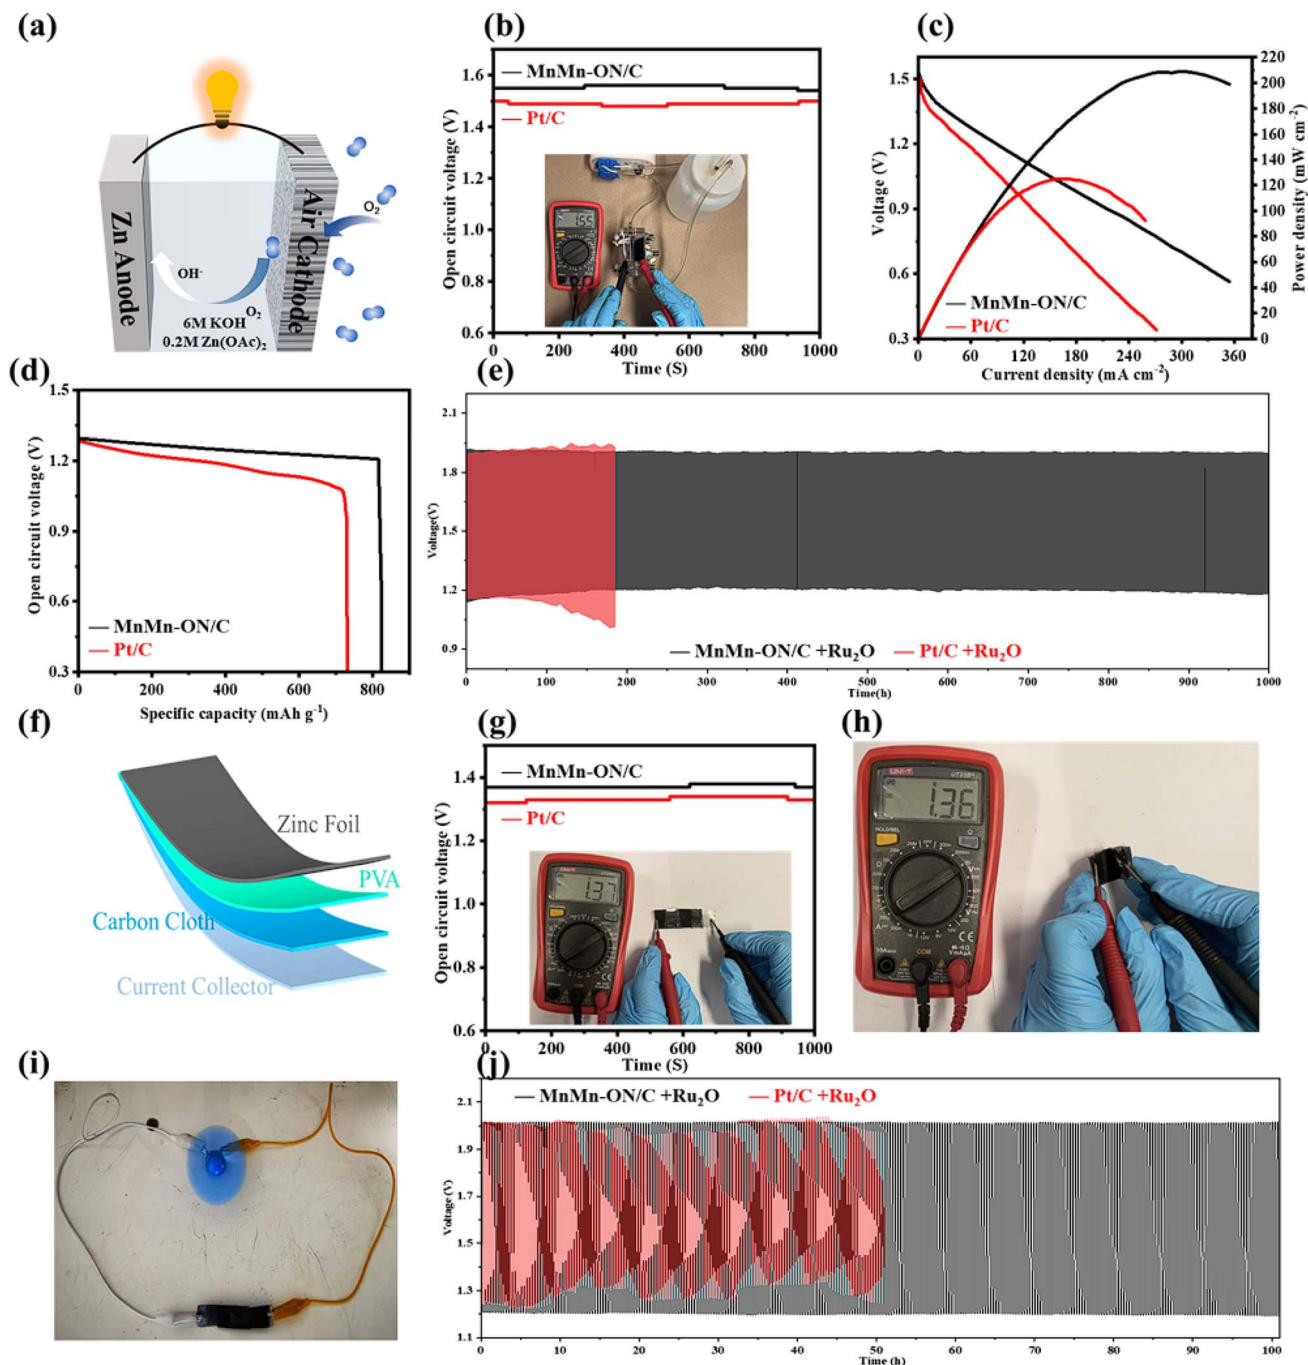 (a)
Zn Anode
Air Cathode
O₂
OH⁻
O₂
6M KOH
0.2M Zn(OAc)₂
(b)
Open circuit voltage (V)
1.6
1.4
1.2
1.0
0.8
0.6
MnMn-ON/C
Pt/C
1.55
0 200 400 600 800 1000
Time (S)
(c)
Voltage (V)
1.5
1.2
0.9
0.6
0.3
MnMn-ON/C
Pt/C
220
200
180
160
140
120
100
80
60
40
20
0
Power density (mW cm⁻²)
0 60 120 180 240 300 360
Current density (mA cm⁻²)
(d)
Open circuit voltage (V)
1.5
1.2
0.9
0.6
0.3
MnMn-ON/C
Pt/C
0 200 400 600 800
Specific capacity (mAh g⁻¹)
(e)
Voltage(V)
2.1
1.8
1.5
1.2
0.9
MnMn-ON/C +Ru₂O Pt/C +Ru₂O
0 100 200 300 400 500 600 700 800 900 1000
Time(h)
(f)
Zinc Foil
PVA
Carbon Cloth
Current Collector
(g)
Open circuit voltage (V)
1.4
1.2
1.0
0.8
0.6
MnMn-ON/C
Pt/C
UNI-T
1.37
COM
0 200 400 600 800 1000
Time (S)
(h)
UNI-T
1.36
HOLD/SEL
COM
CE
(i)
(j)
MnMn-ON/C +Ru₂O Pt/C +Ru₂O
Voltage(V)
2.1
1.9
1.7
1.5
1.3
1.1
0 10 20 30 40 50 60 70 80 90 100
Time (h)